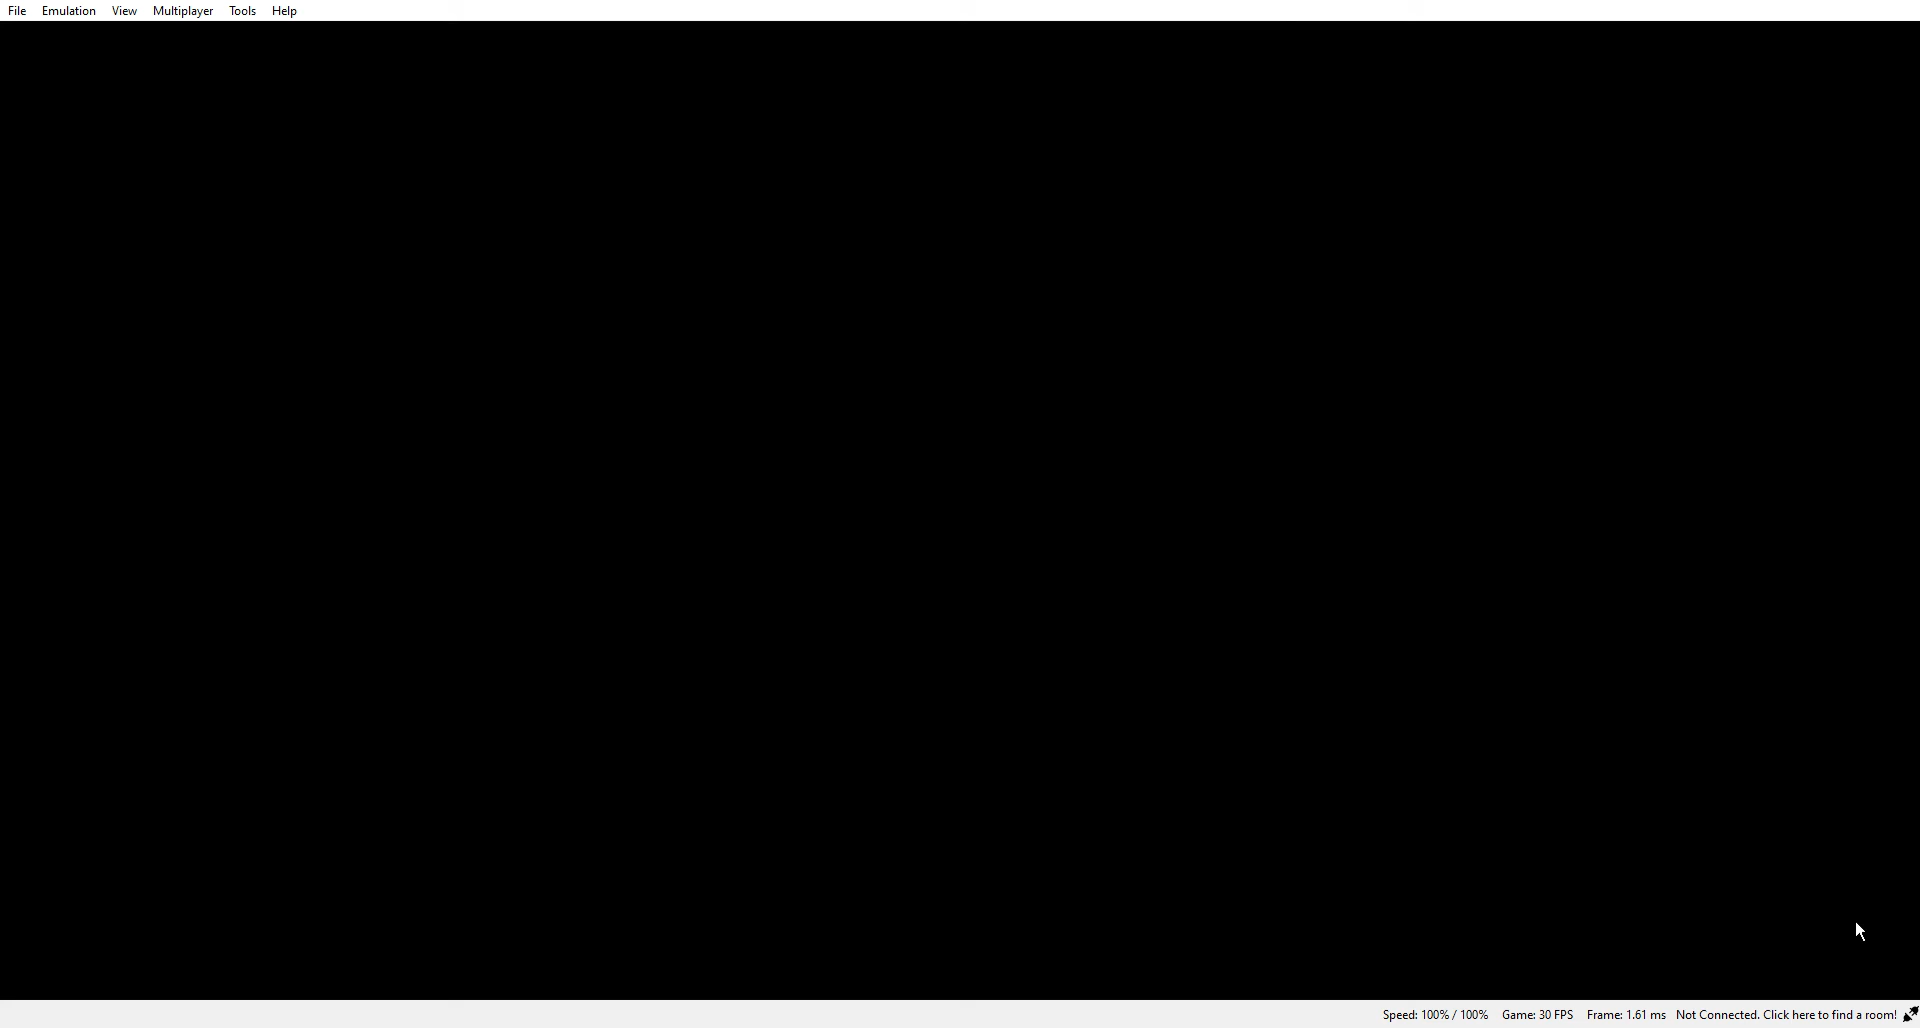 File Emulation View Multiplayer Tools Help
Speed: 100% / 100% Game: 30 FPS Frame: 1.61 ms Not Connected. Click here to find a room!